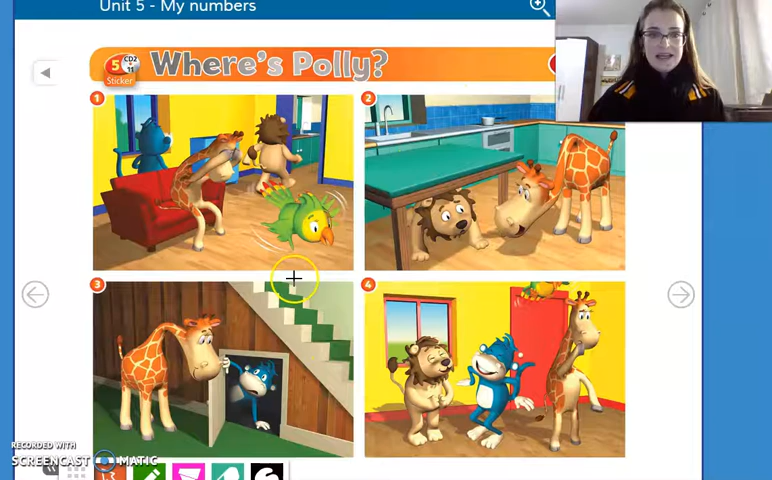 Unit 5 - My numbers
5 CD2 11 Where's Polly?
Sticker
1
2
3
4
RECORDED WITH
SCREENCAST MATIC